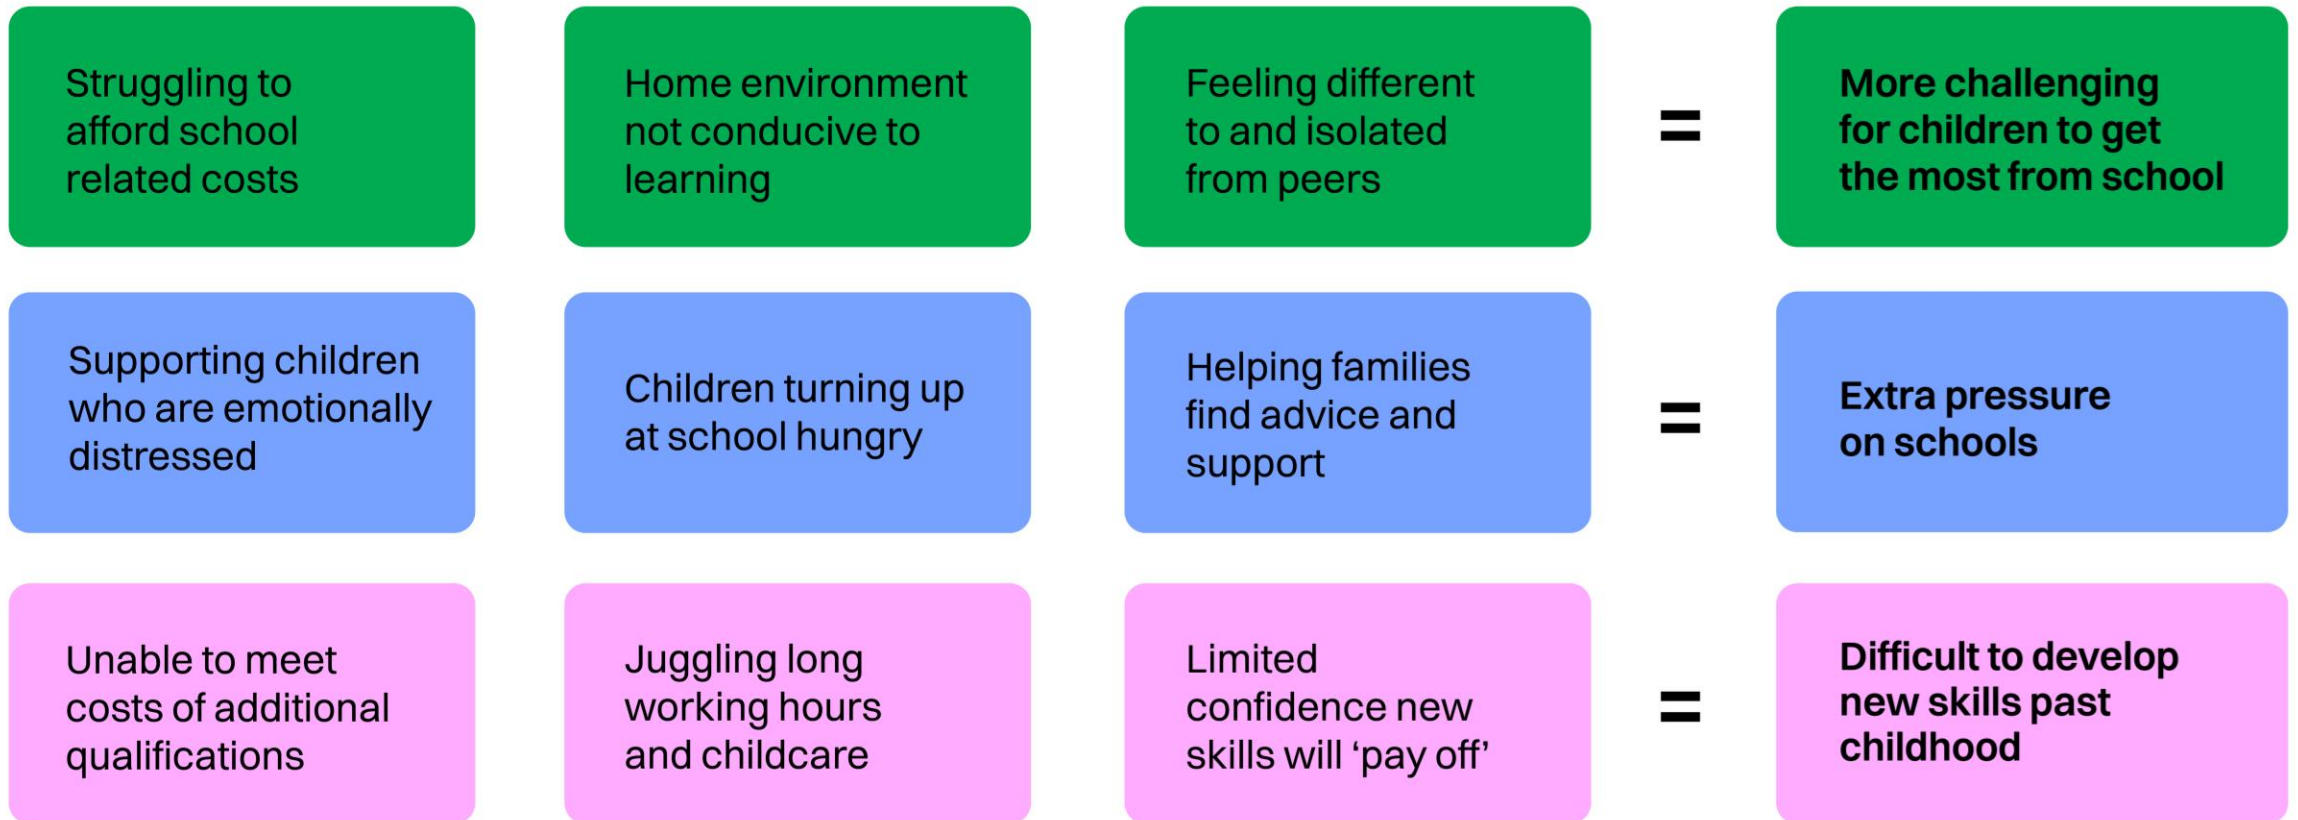 Struggling to
afford school
related costs
Home environment
not conducive to
learning
Feeling different
to and isolated
from peers
=
More challenging
for children to get
the most from school
Supporting children
who are emotionally
distressed
Children turning up
at school hungry
Helping families
find advice and
support
=
Extra pressure
on schools
Unable to meet
costs of additional
qualifications
Juggling long
working hours
and childcare
Limited
confidence new
skills will ‘pay off’
=
Difficult to develop
new skills past
childhood